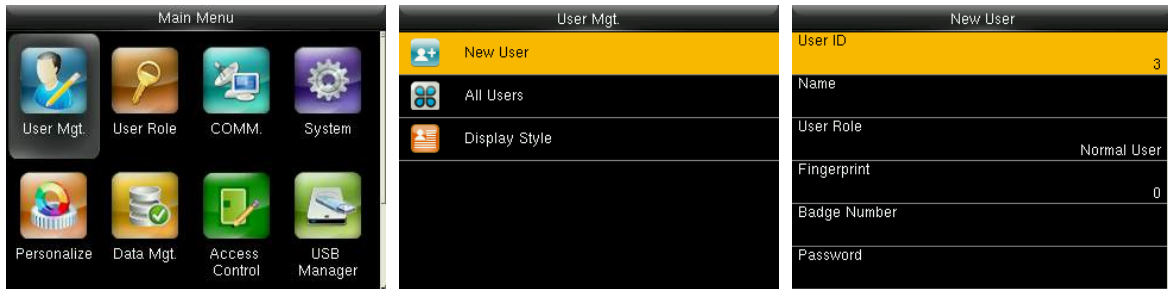 Main Menu
User Mgt.
User Role
COMM.
System
Personalize
Data Mgt.
Access
Control
USB
Manager
User Mgt.
New User
All Users
Display Style
New User
User ID
3
Name
User Role
Normal User
Fingerprint
0
Badge Number
Password